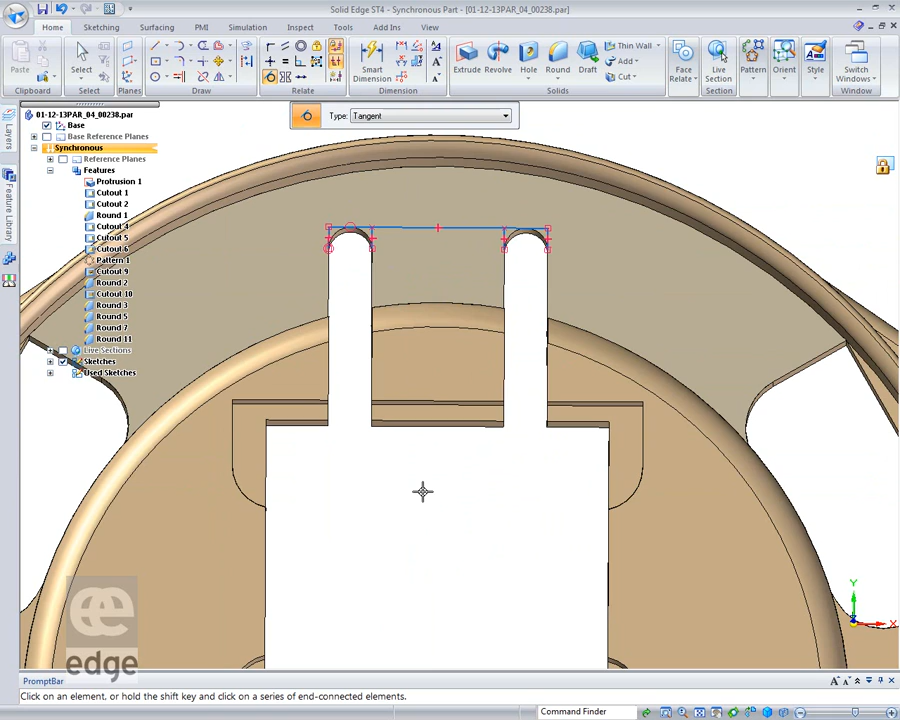 Solid Edge ST4 - Synchronous Part - [01-12-13PAR_04_00238.par]
Home Sketching Surfacing PMI Simulation Inspect Tools Add Ins View
Paste
Select
Smart Dimension
Extrude Revolve Hole Round Draft
Thin Wall
Add
Cut
Face Relate
Live Section
Pattern
Orient
Style
Switch Windows
Clipboard Select Planes Draw Relate Dimension Solids Section Window
Type: Tangent
Layers
Feature Library
01-12-13PAR_04_00238.par
Base
Base Reference Planes
Synchronous
Reference Planes
Features
Protrusion 1
Cutout 1
Cutout 2
Round 1
Cutout 4
Cutout 5
Cutout 6
Pattern 1
Cutout 9
Round 2
Cutout 10
Round 3
Round 5
Round 7
Round 11
Live Sections
Sketches
Used Sketches
Y
X
ee
edge
PromptBar
Click on an element, or hold the shift key and click on a series of end-connected elements.
Command Finder